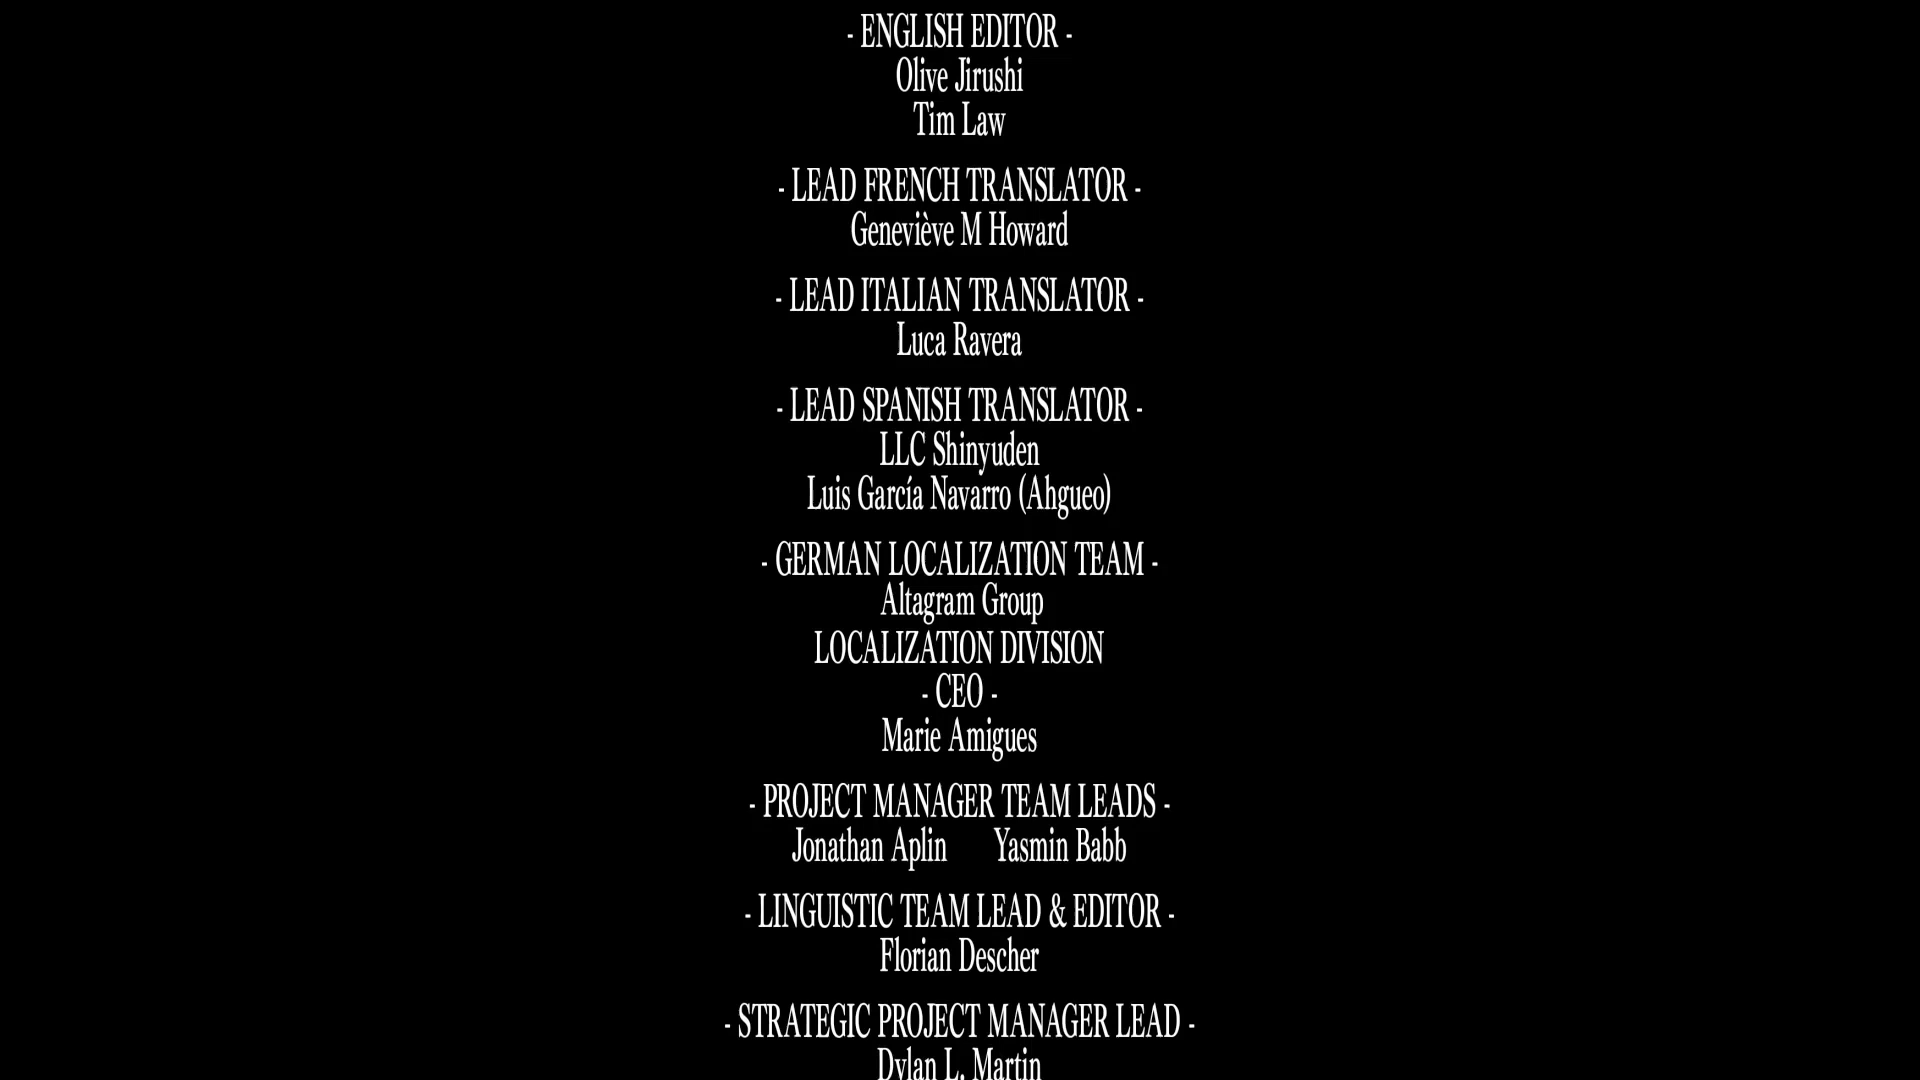 - ENGLISH EDITOR -
Olive Jirushi
Tim Law
- LEAD FRENCH TRANSLATOR -
Geneviève M Howard
- LEAD ITALIAN TRANSLATOR -
Luca Ravera
- LEAD SPANISH TRANSLATOR -
LLC Shinyuden
Luis García Navarro (Ahgueo)
- GERMAN LOCALIZATION TEAM -
Altagram Group
LOCALIZATION DIVISION
- CEO -
Marie Amigues
- PROJECT MANAGER TEAM LEADS -
Jonathan Aplin Yasmin Babb
- LINGUISTIC TEAM LEAD & EDITOR -
Florian Descher
- STRATEGIC PROJECT MANAGER LEAD -
Dylan L. Martin